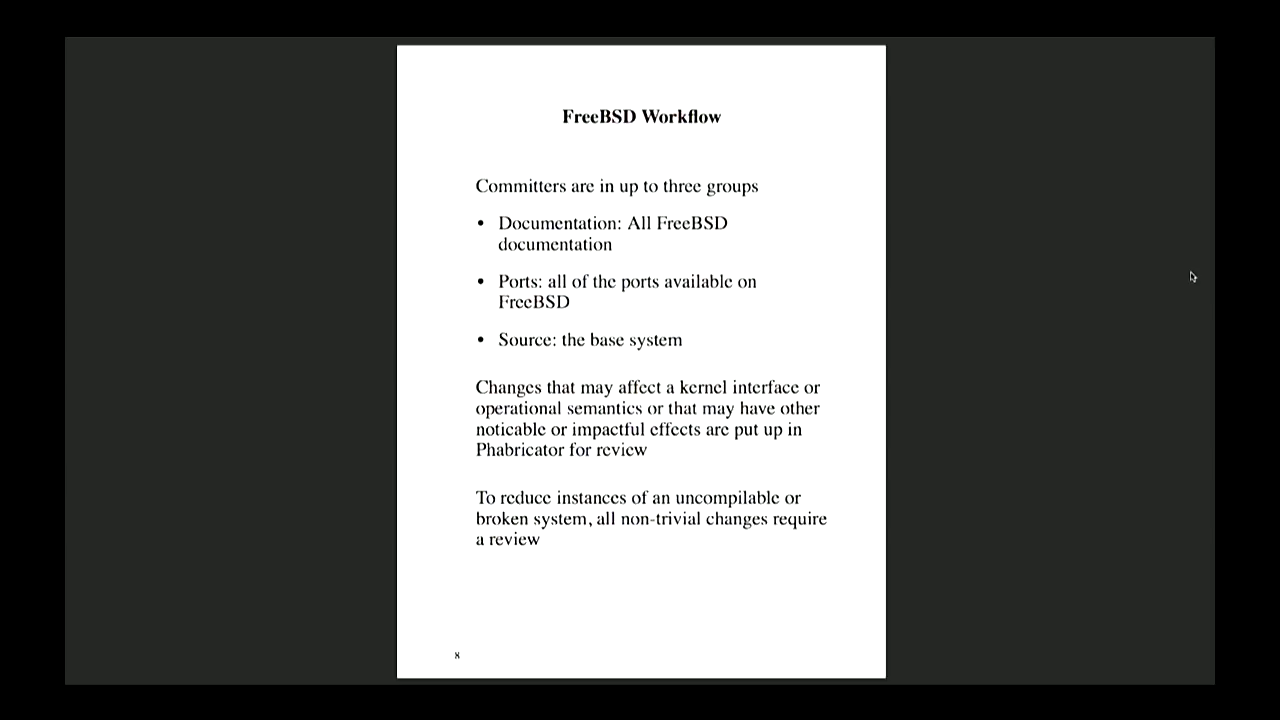 FreeBSD Workflow
Committers are in up to three groups
• Documentation: All FreeBSD
documentation
• Ports: all of the ports available on
FreeBSD
• Source: the base system
Changes that may affect a kernel interface or
operational semantics or that may have other
noticable or impactful effects are put up in
Phabricator for review
To reduce instances of an uncompilable or
broken system, all non-trivial changes require
a review
8